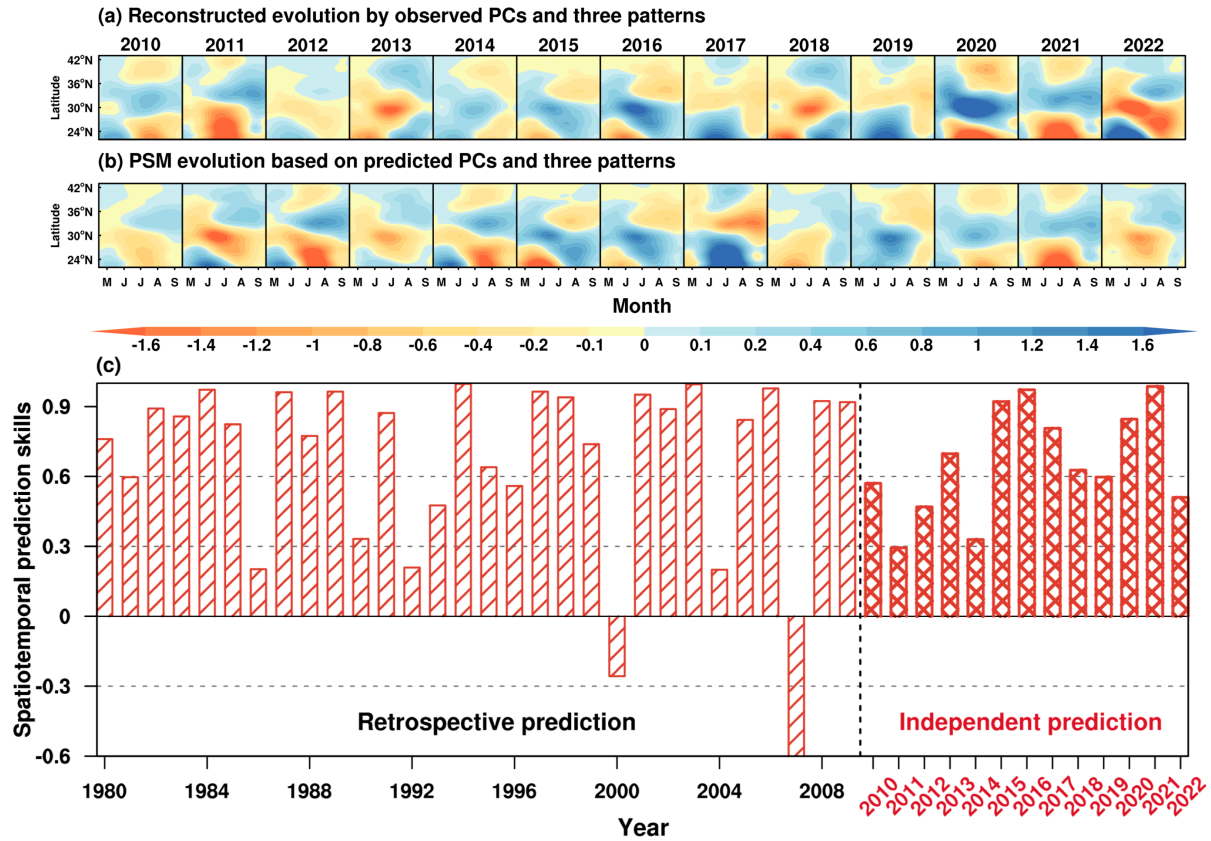 (a) Reconstructed evolution by observed PCs and three patterns
2010 2011 2012 2013 2014 2015 2016 2017 2018 2019 2020 2021 2022
Latitude
42°N
36°N
30°N
24°N
(b) PSM evolution based on predicted PCs and three patterns
Latitude
42°N
36°N
30°N
24°N
M J J A S M J J A S M J J A S M J J A S M J J A S M J J A S M J J A S M J J A S M J J A S M J J A S M J J A S M J J A S M J J A S
Month
-1.6 -1.4 -1.2 -1 -0.8 -0.6 -0.4 -0.2 -0.1 0 0.1 0.2 0.4 0.6 0.8 1 1.2 1.4 1.6
(c)
Spatiotemporal prediction skills
0.9
0.6
0.3
0
-0.3
-0.6
Retrospective prediction
Independent prediction
1980 1984 1988 1992 1996 2000 2004 2008 2010 2011 2012 2013 2014 2015 2016 2017 2018 2019 2020 2021 2022
Year